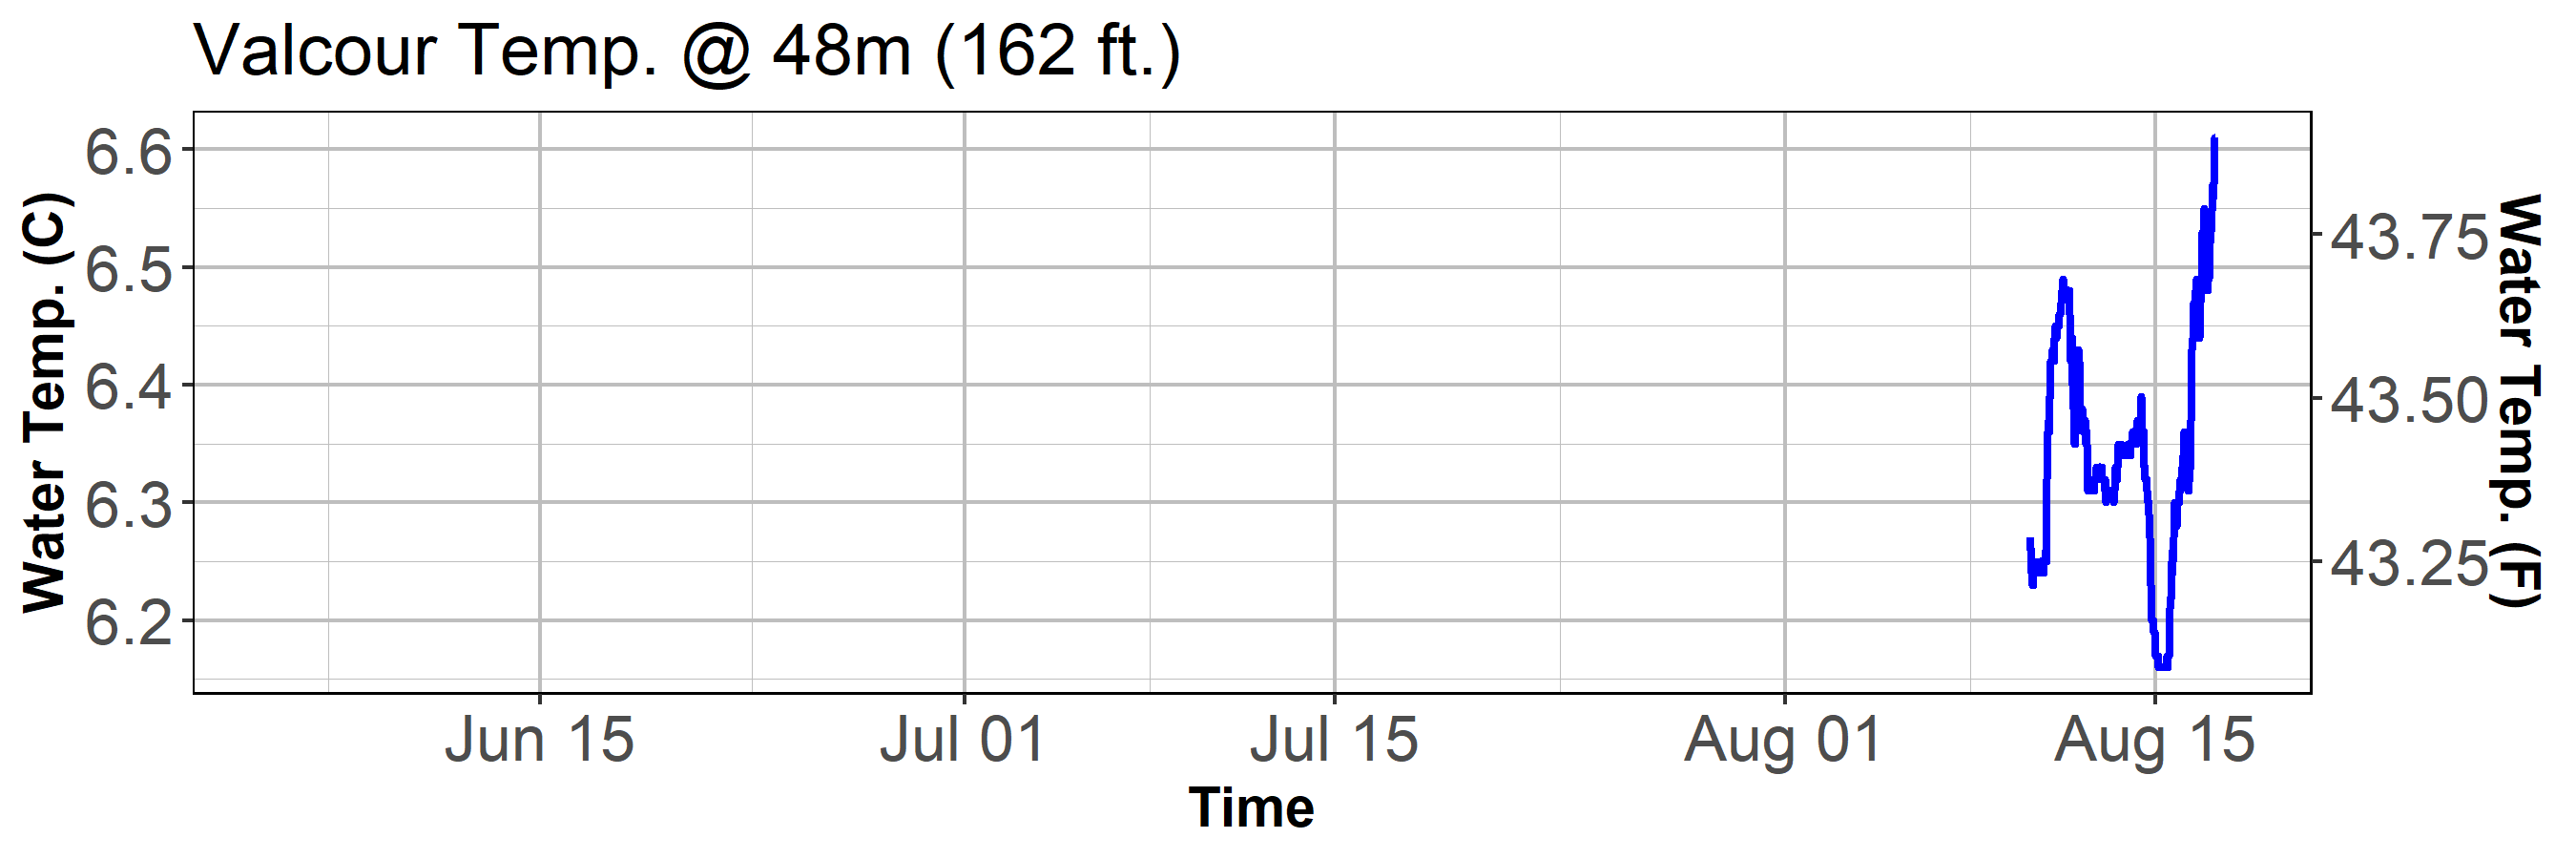 Valcour Temp. @ 48m (162 ft.)
Water Temp. (C)
6.6
6.5
6.4
6.3
6.2
43.75
43.50
43.25
Water Temp. (F)
Jun 15 Jul 01 Jul 15 Aug 01 Aug 15
Time